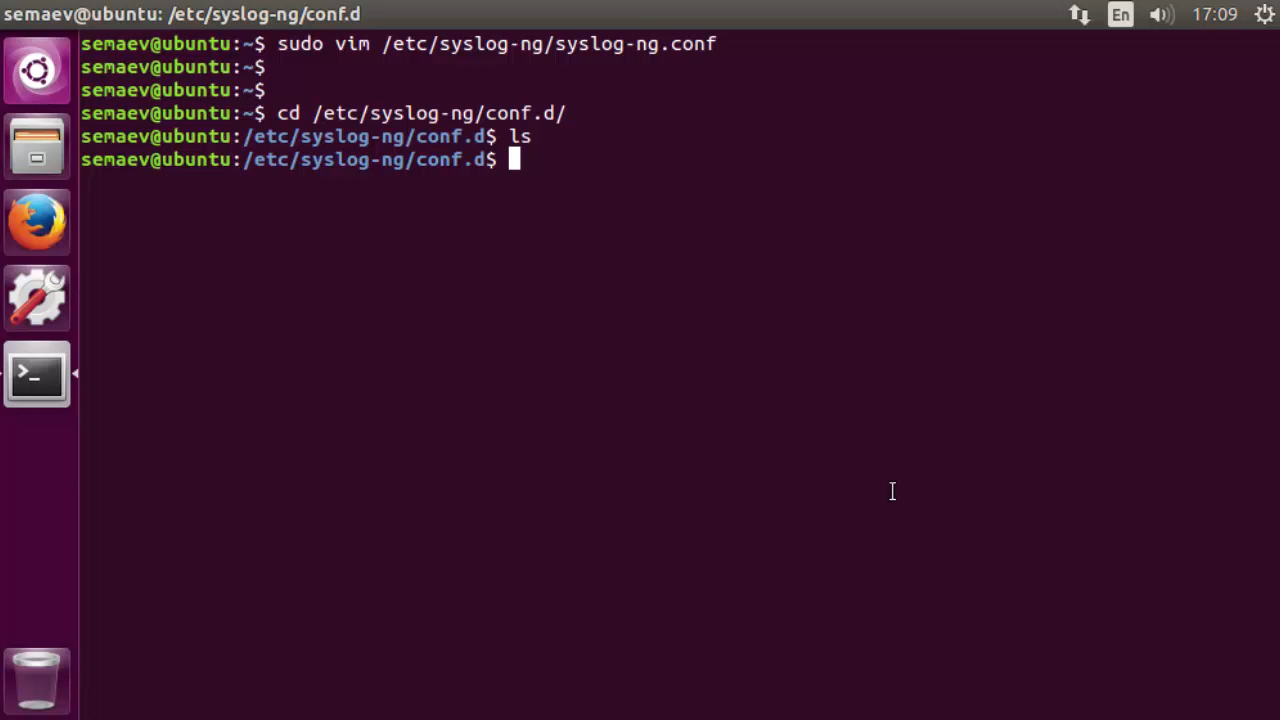 semaev@ubuntu: /etc/syslog-ng/conf.d
En
17:09
semaev@ubuntu:~$ sudo vim /etc/syslog-ng/syslog-ng.conf
semaev@ubuntu:~$
semaev@ubuntu:~$
semaev@ubuntu:~$ cd /etc/syslog-ng/conf.d/
semaev@ubuntu:/etc/syslog-ng/conf.d$ ls
semaev@ubuntu:/etc/syslog-ng/conf.d$